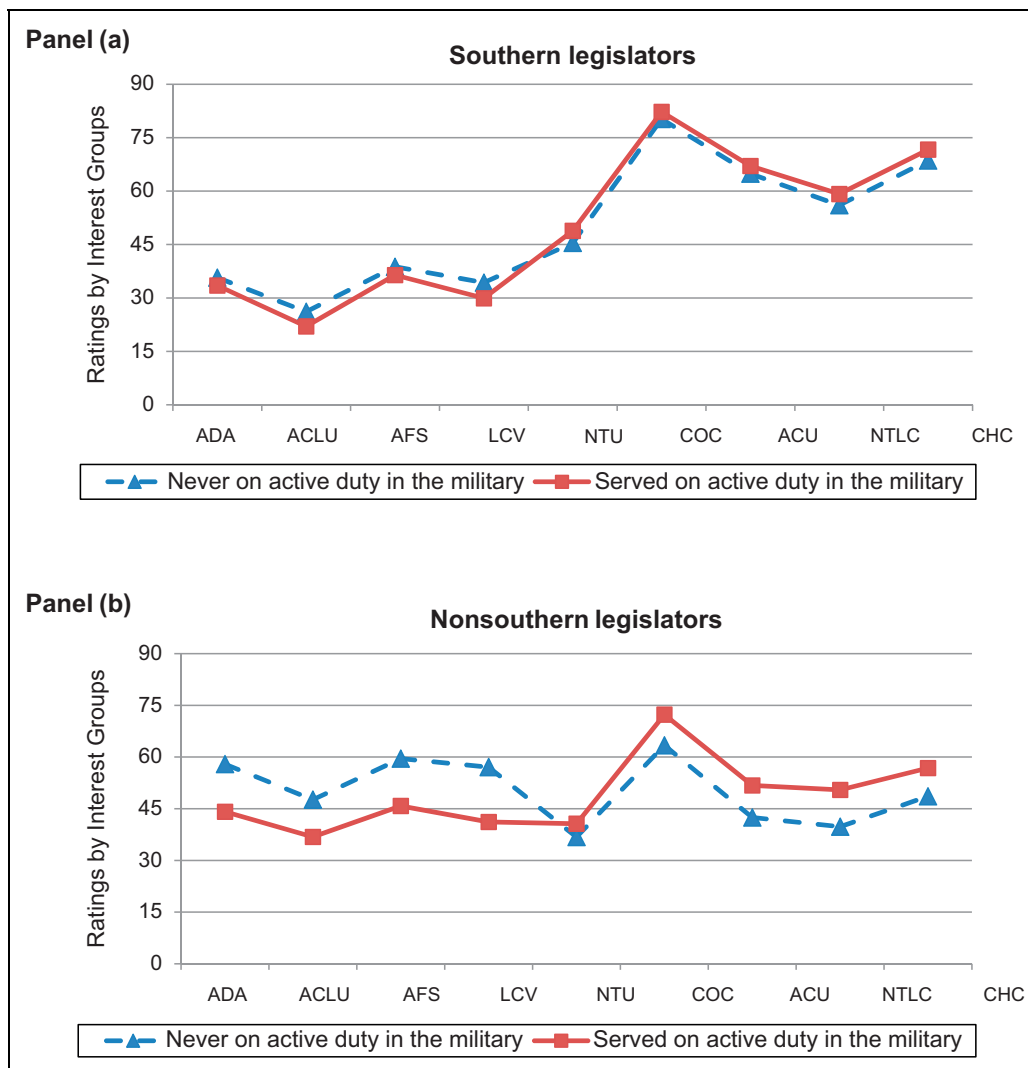 Panel (a)
Southern legislators
Ratings by Interest Groups
90
75
60
45
30
15
0
ADA ACLU AFS LCV NTU COC ACU NTLC CHC
Never on active duty in the military Served on active duty in the military
Panel (b)
Nonsouthern legislators
Ratings by Interest Groups
90
75
60
45
30
15
0
ADA ACLU AFS LCV NTU COC ACU NTLC CHC
Never on active duty in the military Served on active duty in the military